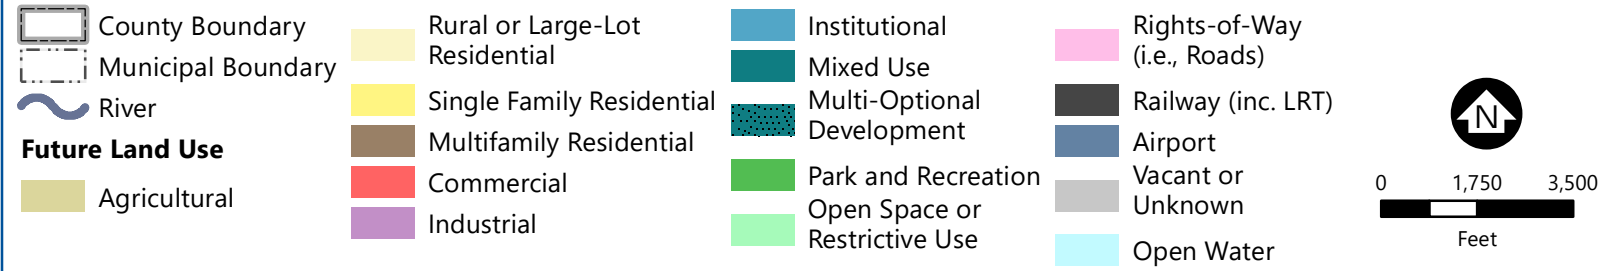 County Boundary
Municipal Boundary
River
Future Land Use
Agricultural
Rural or Large-Lot
Residential
Single Family Residential
Multifamily Residential
Commercial
Industrial
Institutional
Mixed Use
Multi-Optional
Development
Park and Recreation
Open Space or
Restrictive Use
Rights-of-Way
(i.e., Roads)
Railway (inc. LRT)
Airport
Vacant or
Unknown
Open Water
N
0 1,750 3,500
Feet